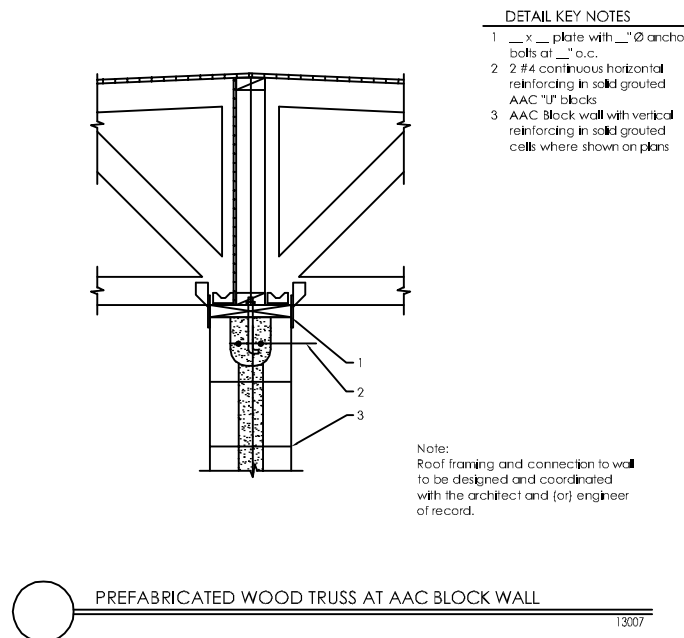 DETAIL KEY NOTES
1 __ x __ plate with __" Ø ancho
bolts at __" o.c.
2 2 #4 continuous horizontal
reinforcing in solid grouted
AAC "U" blocks
3 AAC Block wall with vertical
reinforcing in solid grouted
cells where shown on plans
1
2
3
Note:
Roof framing and connection to wall
to be designed and coordinated
with the architect and {or} engineer
of record.
PREFABRICATED WOOD TRUSS AT AAC BLOCK WALL
13007